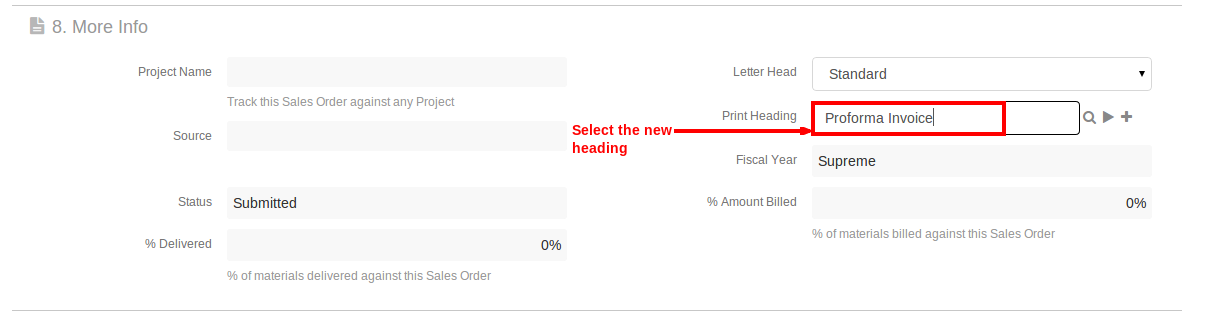 8. More Info
Project Name
Track this Sales Order against any Project
Source
Status Submitted
% Delivered 0%
% of materials delivered against this Sales Order
Select the new
heading
Letter Head Standard
Print Heading Proforma Invoice
Fiscal Year Supreme
% Amount Billed 0%
% of materials billed against this Sales Order